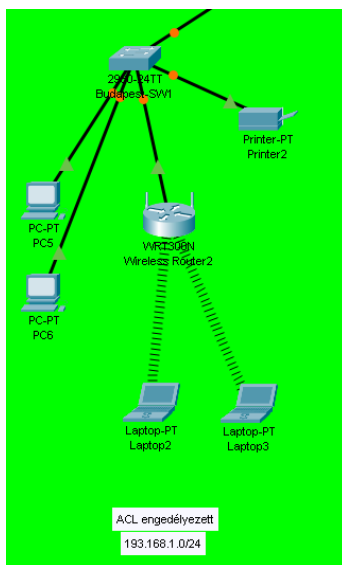 2960-24TT
Budapest-SW1
Printer-PT
Printer2
PC-PT
PC5
WRT300N
Wireless Router2
PC-PT
PC6
Laptop-PT
Laptop2
Laptop-PT
Laptop3
ACL engedélyezett
193.168.1.0/24